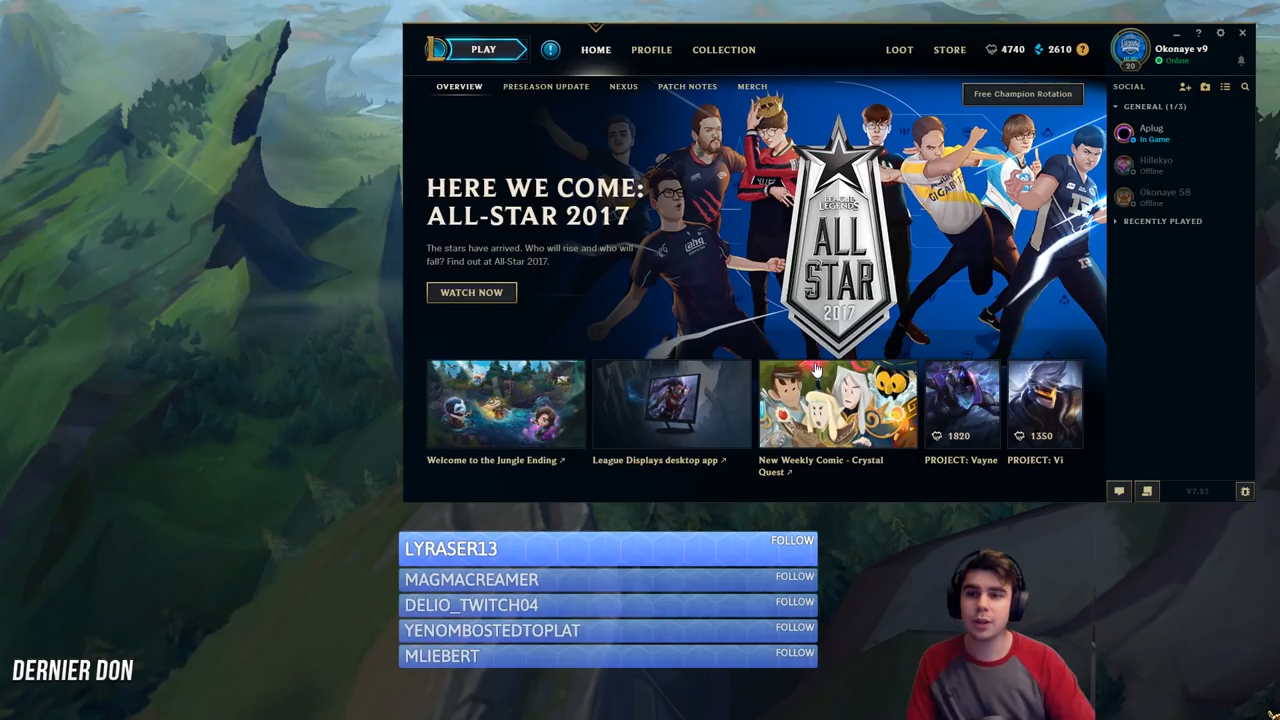 PLAY
!
HOME
PROFILE
COLLECTION
LOOT
STORE
4740
2610
?
?
20
Okonaye v9
Online
OVERVIEW
PRESEASON UPDATE
NEXUS
PATCH NOTES
MERCH
Free Champion Rotation
SOCIAL
GENERAL (1/3)
Aplug
In Game
Hillekyo
Offline
Okonaye S8
Offline
RECENTLY PLAYED
HERE WE COME:
ALL-STAR 2017
The stars have arrived. Who will rise and who will
fall? Find out at All-Star 2017.
WATCH NOW
ahq
GIGABYTE
LEAGUE
LEGENDS
ALL
STAR
2017
1820
1350
Welcome to the Jungle Ending
League Displays desktop app
New Weekly Comic - Crystal
Quest
PROJECT: Vayne
PROJECT: Vi
V7.23
LYRASER13 FOLLOW
MAGMACREAMER FOLLOW
DELIO_TWITCH04 FOLLOW
YENOMBOSTEDTOPLAT FOLLOW
MLIEBERT FOLLOW
DERNIER DON